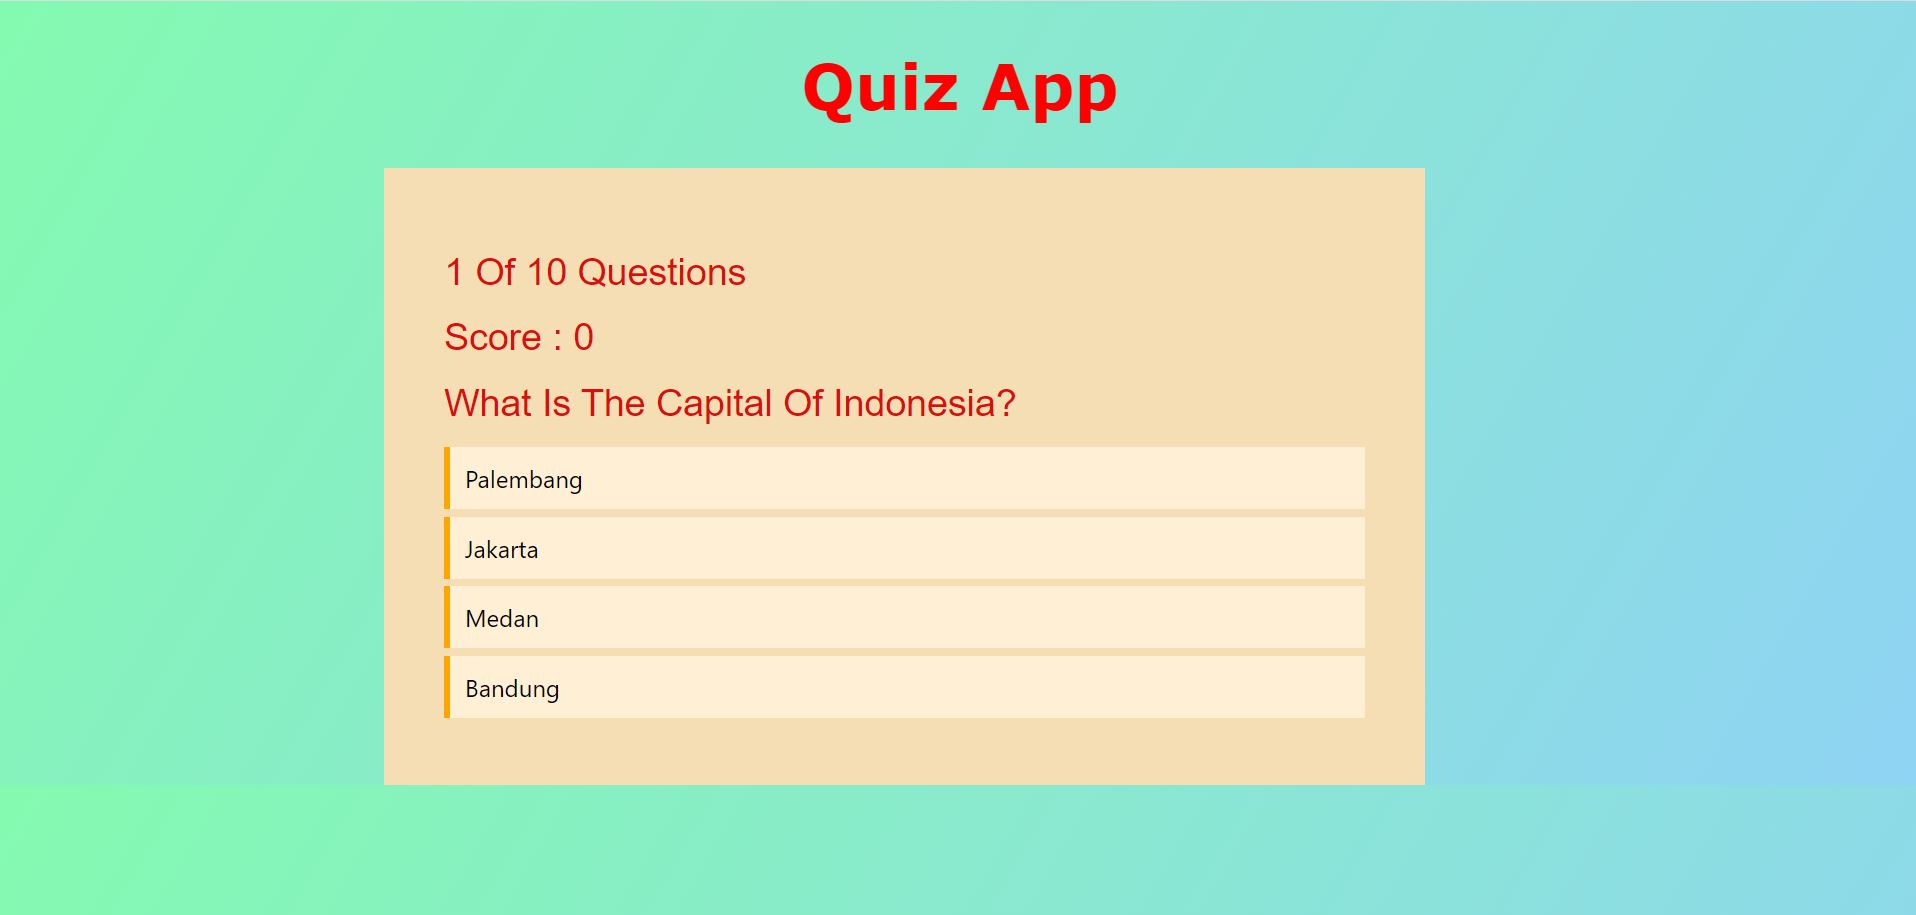 Quiz App
1 Of 10 Questions
Score : 0
What Is The Capital Of Indonesia?
Palembang
Jakarta
Medan
Bandung